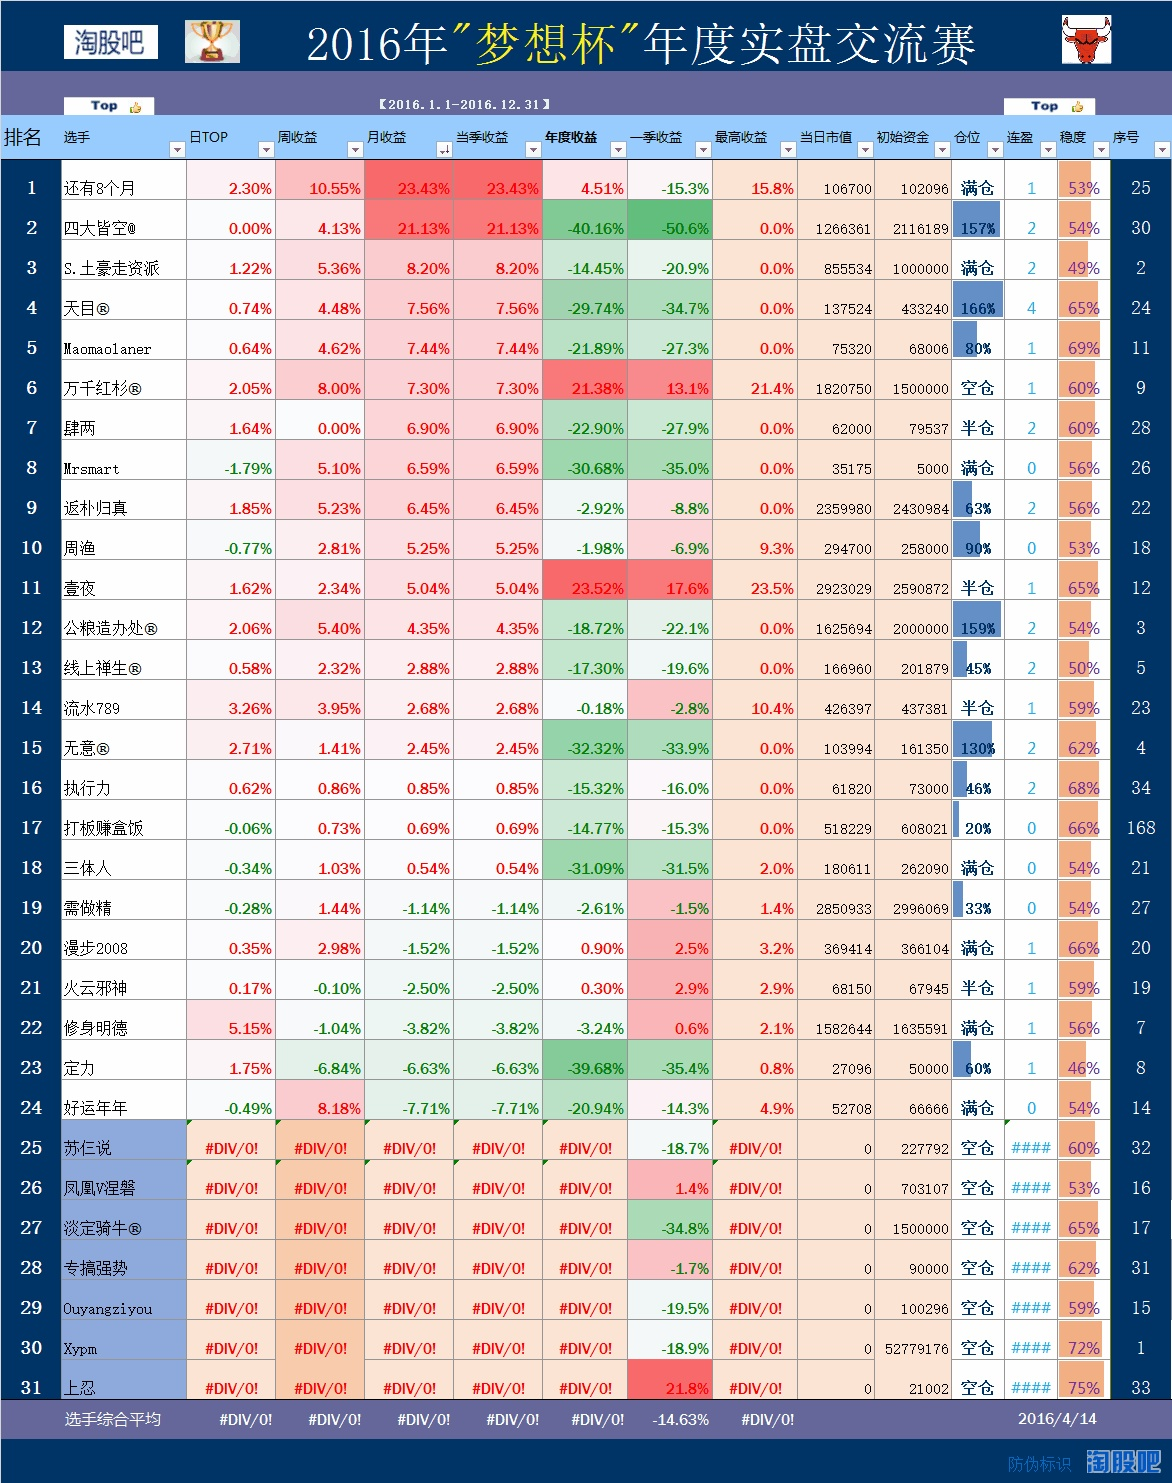 淘股吧 2016年"梦想杯"年度实盘交流赛
Top 【2016.1.1-2016.12.31】 Top
排名 选手 日TOP 周收益 月收益 当季收益 年度收益 一季收益 最高收益 当日市值 初始资金 仓位 连盈 稳度 序号
1 还有8个月 2.30% 10.55% 23.43% 23.43% 4.51% -15.3% 15.8% 106700 102096 满仓 1 53% 25
2 四大皆空@ 0.00% 4.13% 21.13% 21.13% -40.16% -50.6% 0.0% 1266361 2116189 157% 2 54% 30
3 S.土豪走资派 1.22% 5.36% 8.20% 8.20% -14.45% -20.9% 0.0% 855534 1000000 满仓 2 49% 2
4 天目® 0.74% 4.48% 7.56% 7.56% -29.74% -34.7% 0.0% 137524 433240 166% 4 65% 24
5 Maomaolaner 0.64% 4.62% 7.44% 7.44% -21.89% -27.3% 0.0% 75320 68006 80% 1 69% 11
6 万千红杉® 2.05% 8.00% 7.30% 7.30% 21.38% 13.1% 21.4% 1820750 1500000 空仓 1 60% 9
7 肆两 1.64% 0.00% 6.90% 6.90% -22.90% -27.9% 0.0% 62000 79537 半仓 2 60% 28
8 Mrsmart -1.79% 5.10% 6.59% 6.59% -30.68% -35.0% 0.0% 35175 5000 满仓 0 56% 26
9 返朴归真 1.85% 5.23% 6.45% 6.45% -2.92% -8.8% 0.0% 2359980 2430984 63% 2 56% 22
10 周渔 -0.77% 2.81% 5.25% 5.25% -1.98% -6.9% 9.3% 294700 258000 90% 0 53% 18
11 壹夜 1.62% 2.34% 5.04% 5.04% 23.52% 17.6% 23.5% 2923029 2590872 半仓 1 65% 12
12 公粮造办处® 2.06% 5.40% 4.35% 4.35% -18.72% -22.1% 0.0% 1625694 2000000 159% 2 54% 3
13 线上禅生® 0.58% 2.32% 2.88% 2.88% -17.30% -19.6% 0.0% 166960 201879 45% 2 50% 5
14 流水789 3.26% 3.95% 2.68% 2.68% -0.18% -2.8% 10.4% 426397 437381 半仓 1 59% 23
15 无意® 2.71% 1.41% 2.45% 2.45% -32.32% -33.9% 0.0% 103994 161350 130% 2 62% 4
16 执行力 0.62% 0.86% 0.85% 0.85% -15.32% -16.0% 0.0% 61820 73000 46% 2 68% 34
17 打板赚盒饭 -0.06% 0.73% 0.69% 0.69% -14.77% -15.3% 0.0% 518229 608021 20% 0 66% 168
18 三体人 -0.34% 1.03% 0.54% 0.54% -31.09% -31.5% 2.0% 180611 262090 满仓 0 54% 21
19 需做精 -0.28% 1.44% -1.14% -1.14% -2.61% -1.5% 1.4% 2850933 2996069 33% 0 54% 27
20 漫步2008 0.35% 2.98% -1.52% -1.52% 0.90% 2.5% 3.2% 369414 366104 满仓 1 66% 20
21 火云邪神 0.17% -0.10% -2.50% -2.50% 0.30% 2.9% 2.9% 68150 67945 半仓 1 59% 19
22 修身明德 5.15% -1.04% -3.82% -3.82% -3.24% 0.6% 2.1% 1582644 1635591 满仓 1 56% 7
23 定力 1.75% -6.84% -6.63% -6.63% -39.68% -35.4% 0.8% 27096 50000 60% 1 46% 8
24 好运年年 -0.49% 8.18% -7.71% -7.71% -20.94% -14.3% 4.9% 52708 66666 满仓 0 54% 14
25 苏仨说 #DIV/0! #DIV/0! #DIV/0! #DIV/0! #DIV/0! -18.7% #DIV/0! 0 227792 空仓 #### 60% 32
26 凤凰V涅磐 #DIV/0! #DIV/0! #DIV/0! #DIV/0! #DIV/0! 1.4% #DIV/0! 0 703107 空仓 #### 53% 16
27 淡定骑牛® #DIV/0! #DIV/0! #DIV/0! #DIV/0! #DIV/0! -34.8% #DIV/0! 0 1500000 空仓 #### 65% 17
28 专搞强势 #DIV/0! #DIV/0! #DIV/0! #DIV/0! #DIV/0! -1.7% #DIV/0! 0 90000 空仓 #### 62% 31
29 Ouyangziyou #DIV/0! #DIV/0! #DIV/0! #DIV/0! #DIV/0! -19.5% #DIV/0! 0 100296 空仓 #### 59% 15
30 Xypm #DIV/0! #DIV/0! #DIV/0! #DIV/0! #DIV/0! -18.9% #DIV/0! 0 52779176 空仓 #### 72% 1
31 上忍 #DIV/0! #DIV/0! #DIV/0! #DIV/0! #DIV/0! 21.8% #DIV/0! 0 21002 空仓 #### 75% 33
选手综合平均 #DIV/0! #DIV/0! #DIV/0! #DIV/0! #DIV/0! -14.63% #DIV/0! 2016/4/14
防伪标识 淘股吧